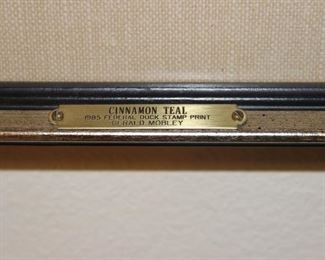 CINNAMON TEAL
1985 FEDERAL DUCK STAMP PRINT
GERALD MOBLEY